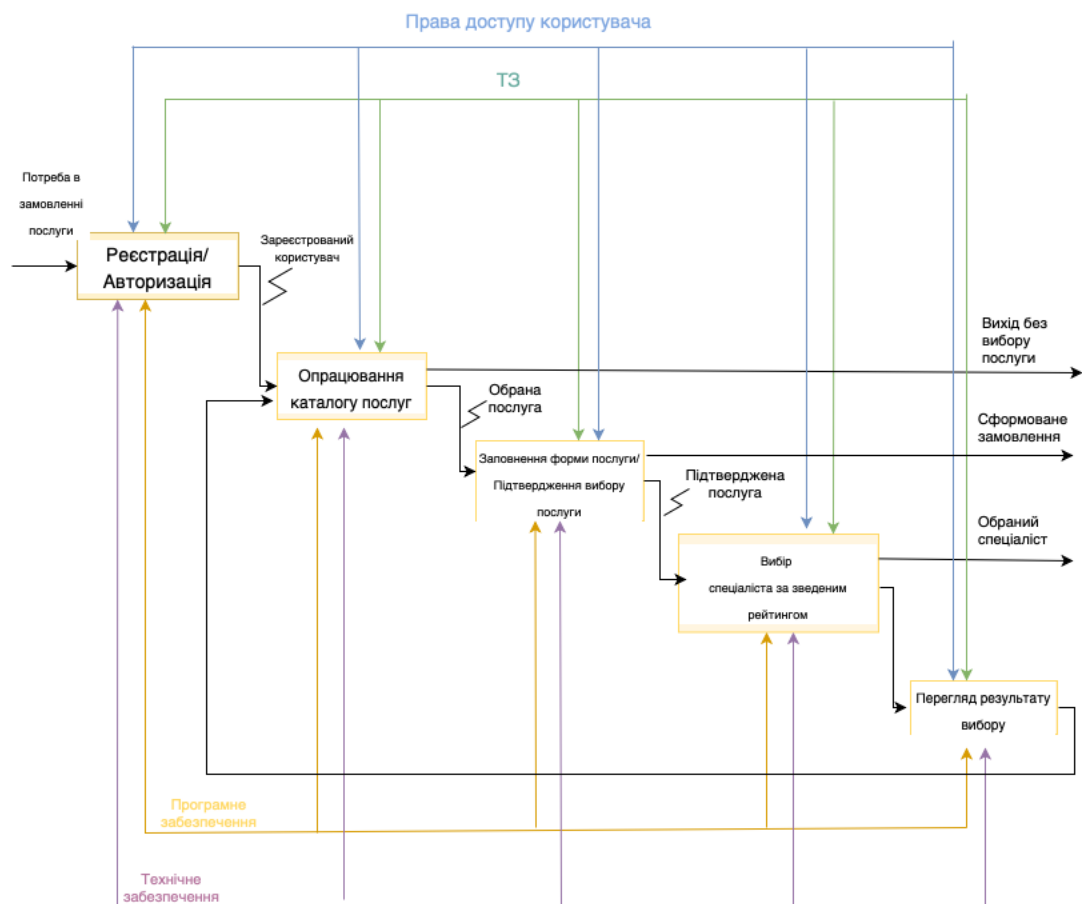 Права доступу користувача
ТЗ
Потреба в
замовленні
послуги
Реєстрація/
Авторизація
Зареєстрований
користувач
Вихід без
вибору
послуги
Опрацювання
каталогу послуг
Обрана
послуга
Сформоване
замовлення
Заповнення форми послуги/
Підтвердження вибору
послуги
Підтверджена
послуга
Обраний
спеціаліст
Вибір
спеціаліста за зведеним
рейтингом
Перегляд результату
вибору
Програмне
забезпечення
Технічне
забезпечення